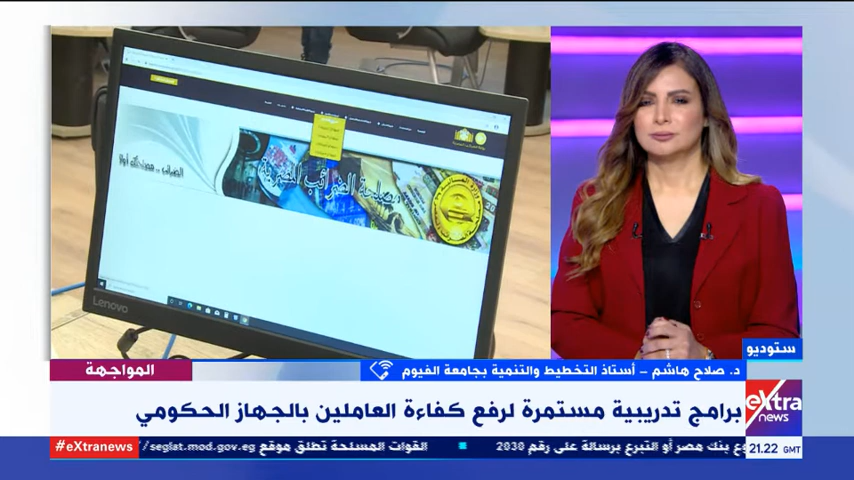 مصلحة الضرائب المصرية
Lenovo
ستوديو
د. صلاح هاشم - أستاذ التخطيط والتنمية بجامعة الفيوم
المواجهة
برامج تدريبية مستمرة لرفع كفاءة العاملين بالجهاز الحكومي
eXtra
news
#eXtranews
وع بنك مصر أو التبرع برسالة على رقم 2030
القوات المسلحة تطلق موقع seglat.mod.gov.eg/
21.22 GMT